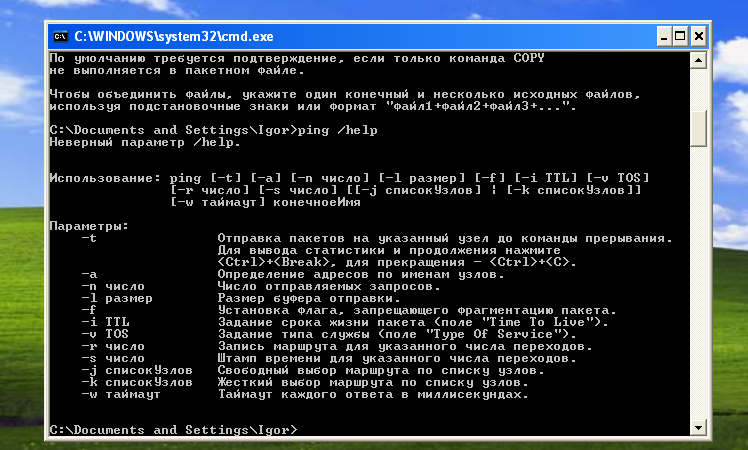 C:\WINDOWS\system32\cmd.exe
По умолчанию требуется подтверждение, если только команда COPY
не выполняется в пакетном файле.
Чтобы объединить файлы, укажите один конечный и несколько исходных файлов,
используя подстановочные знаки или формат "файл1+файл2+файл3+...".
C:\Documents and Settings\Igor>ping /help
Неверный параметр /help.
Использование: ping [-t] [-a] [-n число] [-l размер] [-f] [-i TTL] [-v TOS]
[-r число] [-s число] [[-j списокУзлов] ¦ [-k списокУзлов]]
[-w таймаут] конечноеИмя
Параметры:
-t Отправка пакетов на указанный узел до команды прерывания.
Для вывода статистики и продолжения нажмите
<Ctrl>+<Break>, для прекращения - <Ctrl>+<C>.
-a Определение адресов по именам узлов.
-n число Число отправляемых запросов.
-l размер Размер буфера отправки.
-f Установка флага, запрещающего фрагментацию пакета.
-i TTL Задание срока жизни пакета (поле "Time To Live").
-v TOS Задание типа службы (поле "Type Of Service").
-r число Запись маршрута для указанного числа переходов.
-s число Штамп времени для указанного числа переходов.
-j списокУзлов Свободный выбор маршрута по списку узлов.
-k списокУзлов Жесткий выбор маршрута по списку узлов.
-w таймаут Таймаут каждого ответа в миллисекундах.
C:\Documents and Settings\Igor>